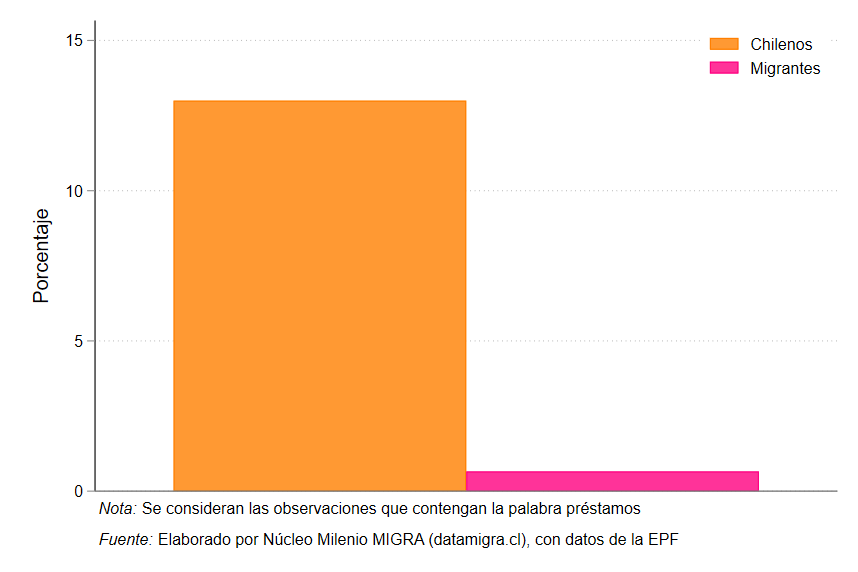 15
10
5
0
Porcentaje
Chilenos
Migrantes
Nota: Se consideran las observaciones que contengan la palabra préstamos
Fuente: Elaborado por Núcleo Milenio MIGRA (datamigra.cl), con datos de la EPF